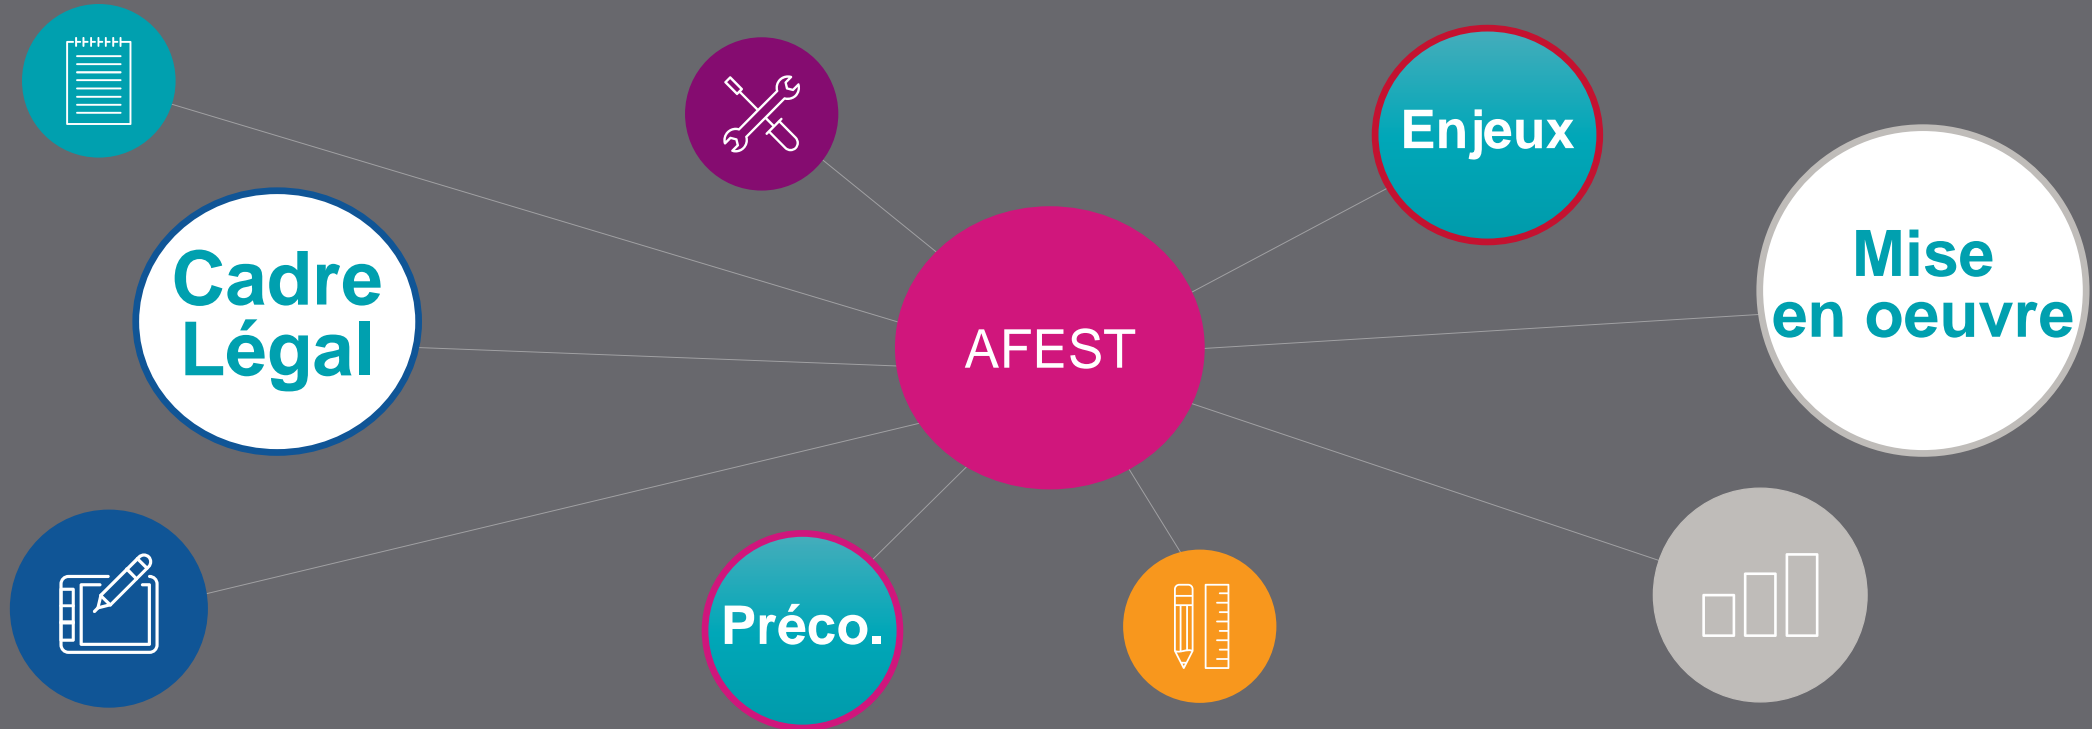 Enjeux
Mise
en oeuvre
Cadre
Légal
AFEST
Préco.